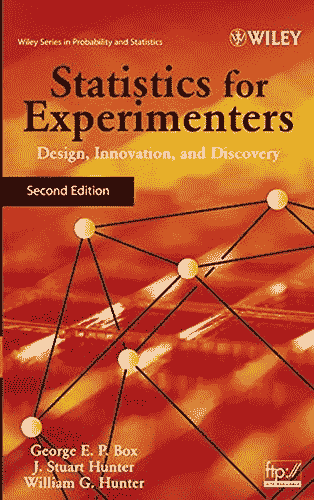 Wiley Series in Probability and Statistics
WILEY
Statistics for
Experimenters
Design, Innovation, and Discovery
Second Edition
George E. P. Box
J. Stuart Hunter
William G. Hunter
ftp://